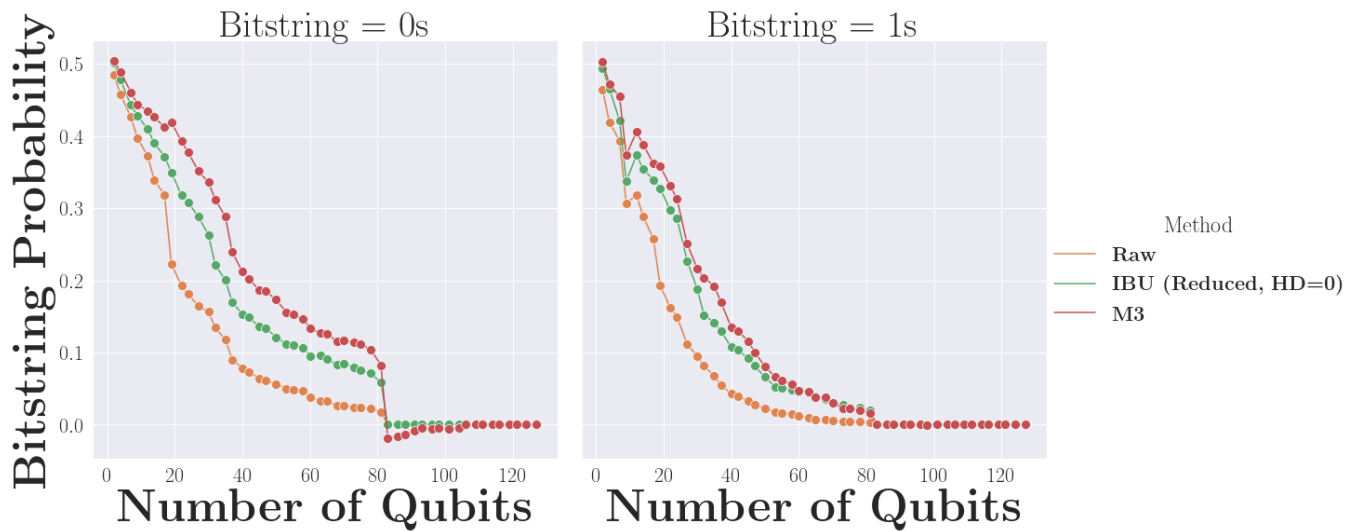 Bitstring = 0s
Bitstring = 1s
Bitstring Probability
0.5
0.4
0.3
0.2
0.1
0.0
0 20 40 60 80 100 120
0 20 40 60 80 100 120
Number of Qubits
Number of Qubits
Method
Raw
IBU (Reduced, HD=0)
M3